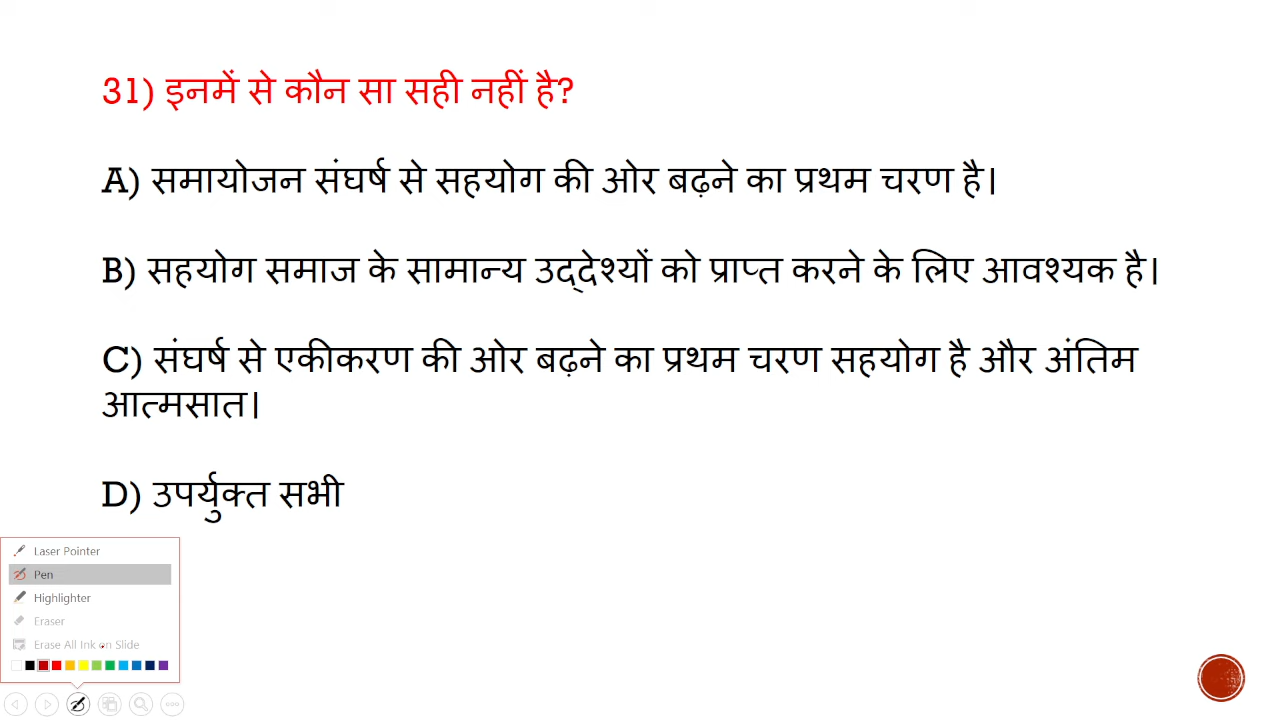 31) इनमें से कौन सा सही नहीं है?
A) समायोजन संघर्ष से सहयोग की ओर बढ़ने का प्रथम चरण है।
B) सहयोग समाज के सामान्य उद्देश्यों को प्राप्त करने के लिए आवश्यक है।
C) संघर्ष से एकीकरण की ओर बढ़ने का प्रथम चरण सहयोग है और अंतिम
आत्मसात।
D) उपर्युक्त सभी
Laser Pointer
Pen
Highlighter
Eraser
Erase All Ink on Slide